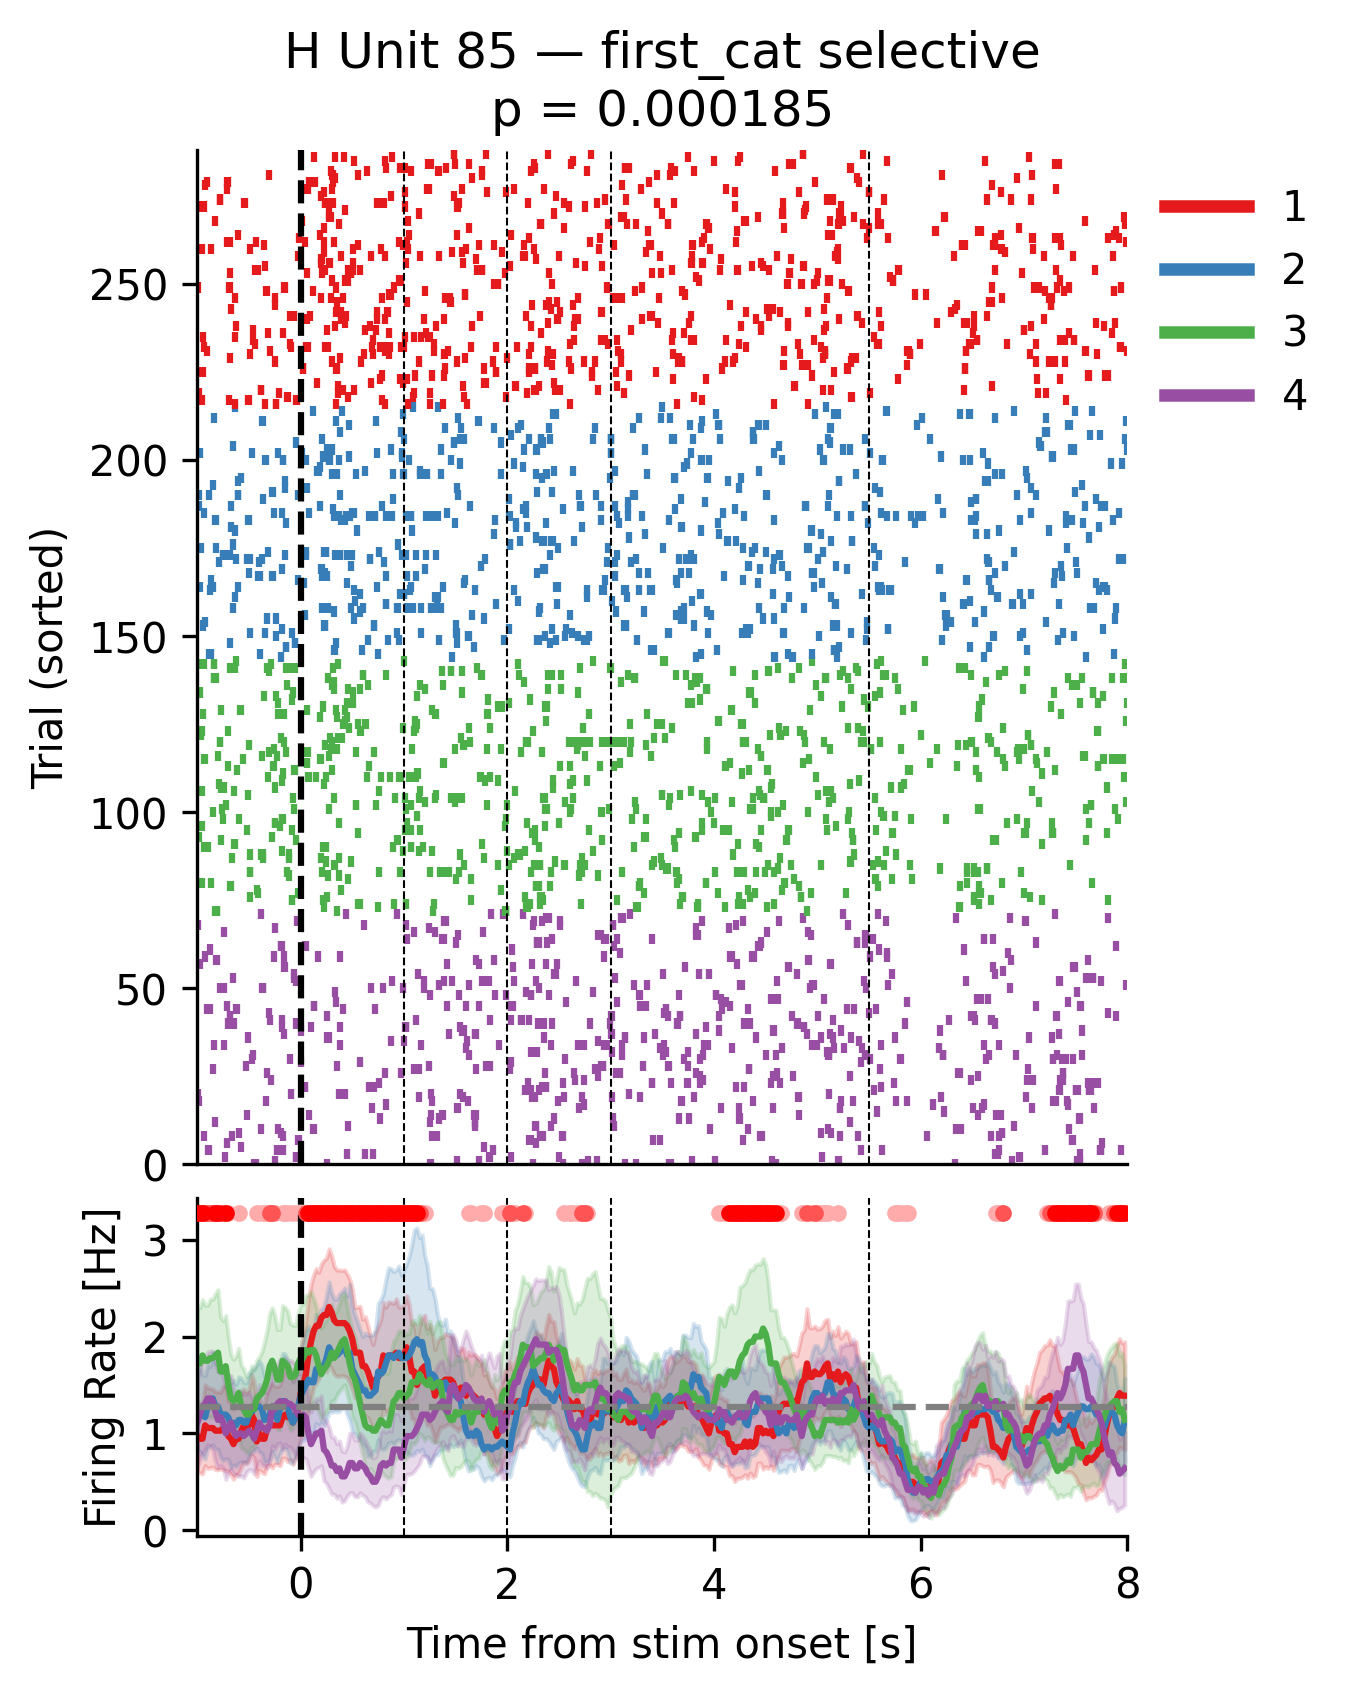 H Unit 85 — first_cat selective
p = 0.000185
1
2
3
4
250
200
150
100
50
0
Trial (sorted)
3
2
1
0
Firing Rate [Hz]
0 2 4 6 8
Time from stim onset [s]